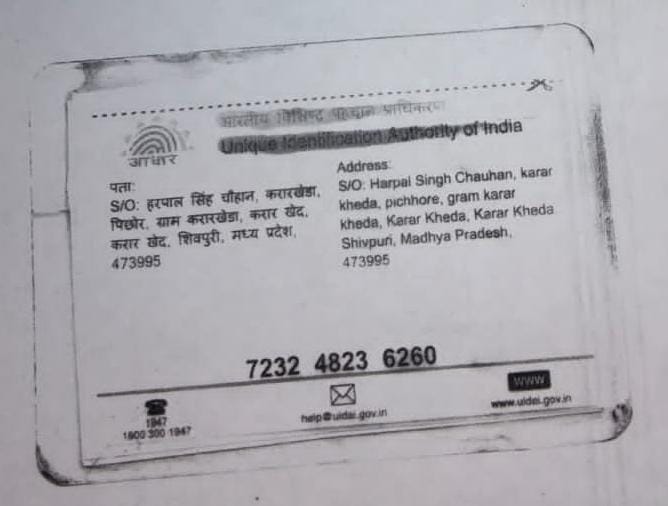 भारतीय विशिष्ट पहचान प्राधिकरण
Unique Identification Authority of India
आधार
पता:
S/O: हरपाल सिंह चौहान, करारखेडा,
पिछोर, ग्राम करारखेडा, करार खेद,
करार खेद, शिवपुरी, मध्य प्रदेश,
473995
Address:
S/O: Harpal Singh Chauhan, karar
kheda, pichhore, gram karar
kheda, Karar Kheda, Karar Kheda
Shivpuri, Madhya Pradesh,
473995
7232 4823 6260
1947
1800 300 1947
help@uidai.gov.in
WWW
www.uidai.gov.in